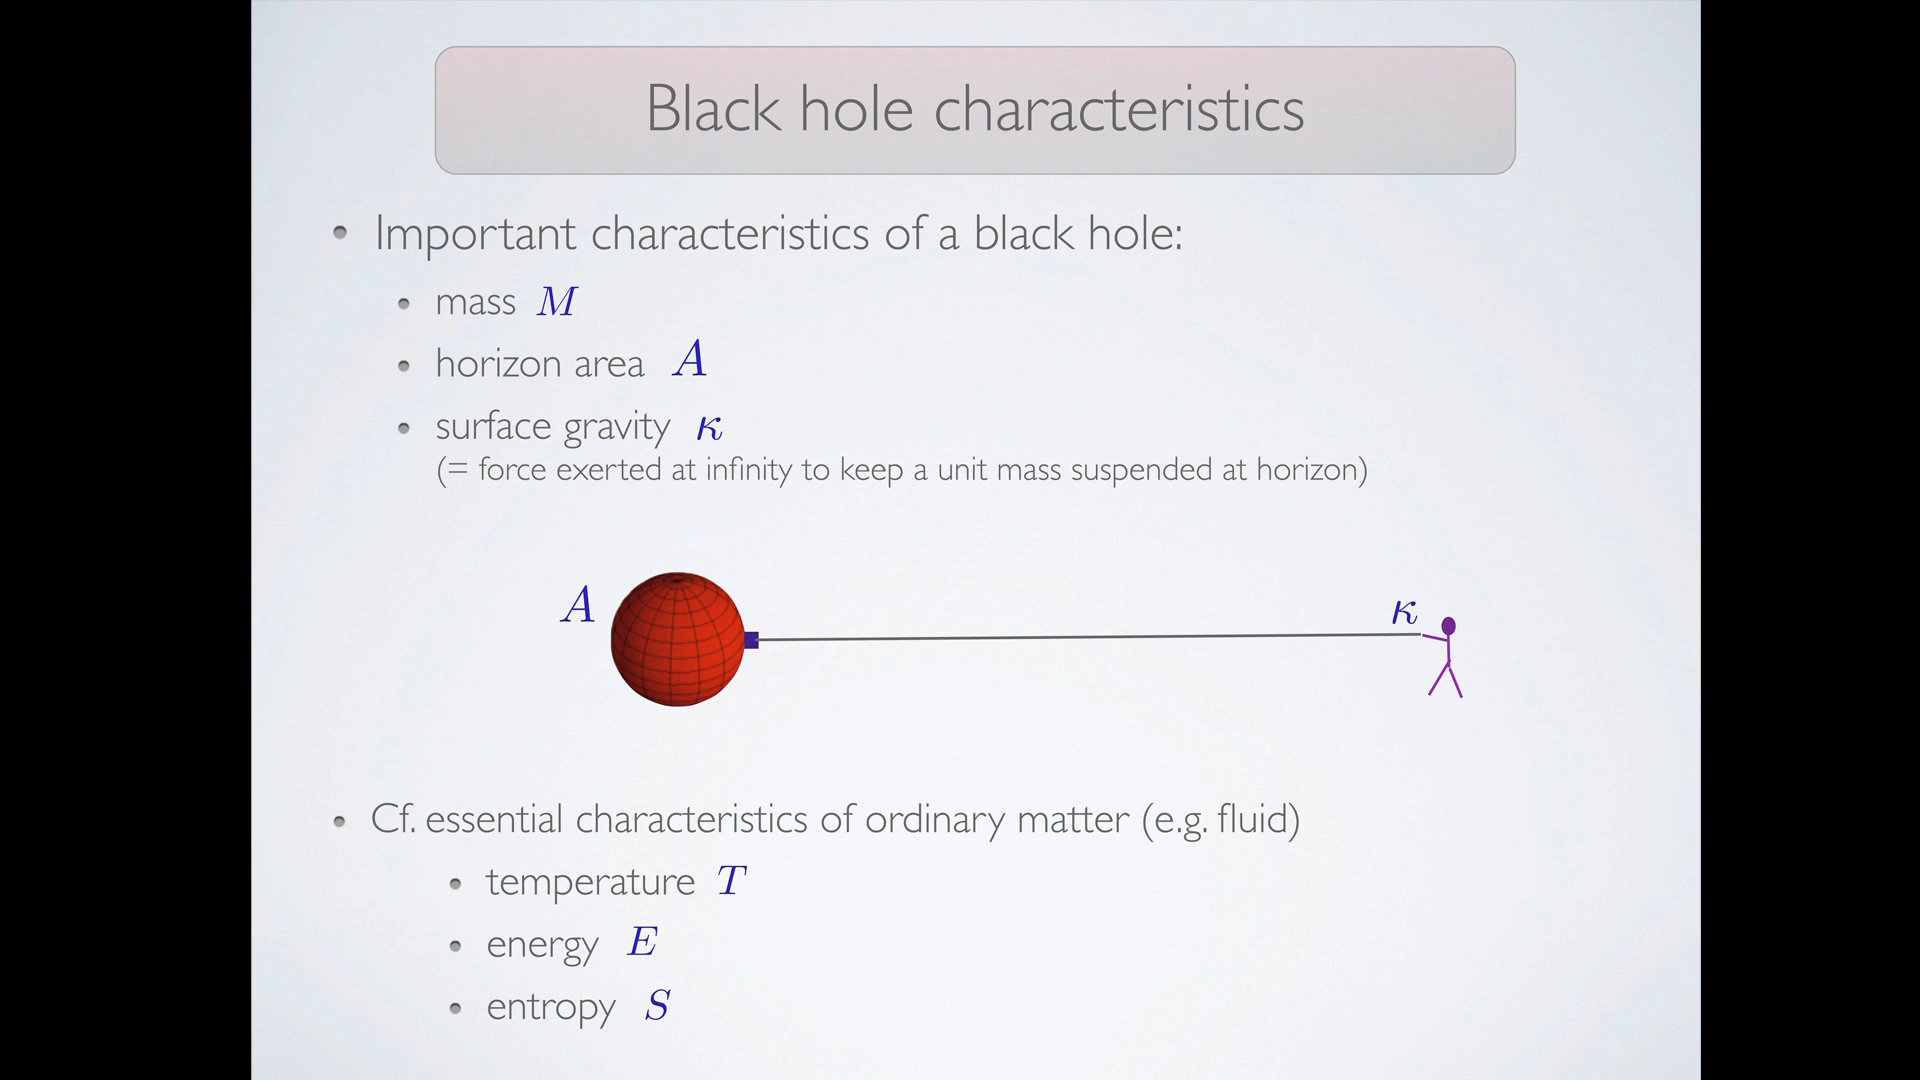 Black hole characteristics
• Important characteristics of a black hole:
• mass M
• horizon area A
• surface gravity κ
(= force exerted at infinity to keep a unit mass suspended at horizon)
A
κ
• Cf. essential characteristics of ordinary matter (e.g. fluid)
• temperature T
• energy E
• entropy S